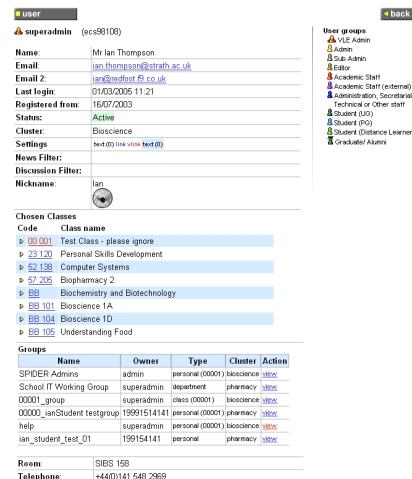 user
◄ back
superadmin (ecs98108)
Name: Mr Ian Thompson
Email: ian.thompson@strath.ac.uk
Email 2: ian@redfoot.f9.co.uk
Last login: 01/03/2005 11:21
Registered from: 16/07/2003
Status: Active
Cluster: Bioscience
Settings text (0) link vlink text (0)
News Filter:
Discussion Filter:
Nickname: Ian
User groups
VLE Admin
Admin
Sub Admin
Editor
Academic Staff
Academic Staff (external)
Administration, Secretarial
Technical or Other staff
Student (UG)
Student (PG)
Student (Distance Learner
Graduate/ Alumni
Chosen Classes
Code Class name
00 001 Test Class - please ignore
23 120 Personal Skills Development
52 138 Computer Systems
57 205 Biopharmacy 2
BB Biochemistry and Biotechnology
BB 101 Bioscience 1A
BB 104 Bioscience 1D
BB 105 Understanding Food
Groups
Name Owner Type Cluster Action
SPIDER Admins admin personal (00001) bioscience view
School IT Working Group superadmin department pharmacy view
00001_group superadmin class (00001) bioscience view
00000_ianStudent testgroup 19991514141 personal (00001) pharmacy view
help superadmin personal (00001) bioscience view
ian_student_test_01 199154141 personal pharmacy view
Room: SIBS 158
Telephone: +44(0)141 548 2969